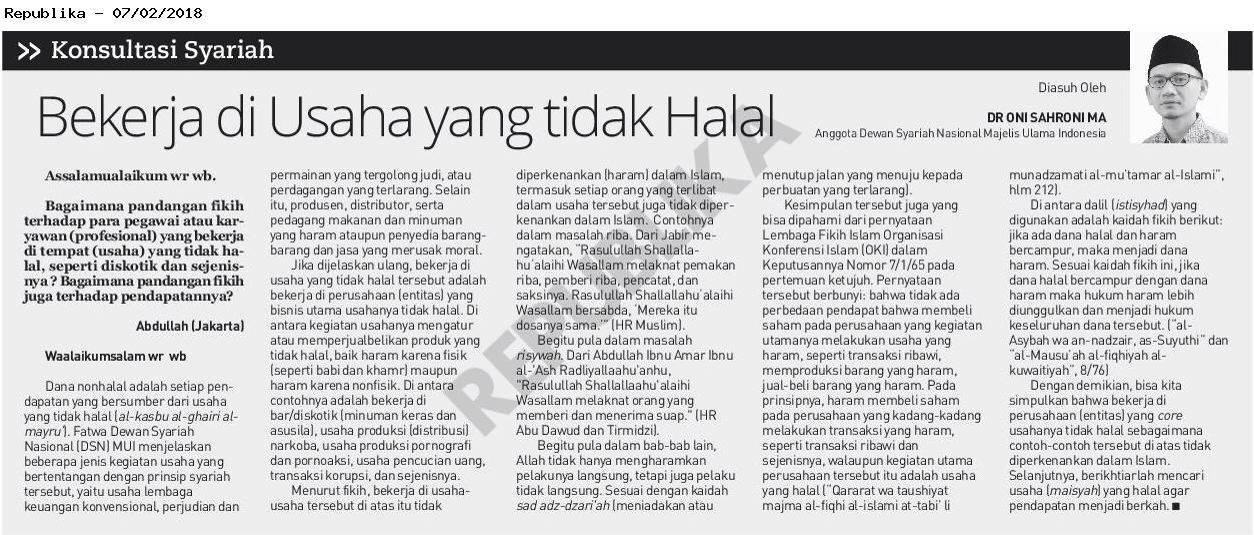 Republika - 07/02/2018
>> Konsultasi Syariah
Bekerja di Usaha yang tidak Halal
Diasuh Oleh
DR ONI SAHRONI MA
Anggota Dewan Syariah Nasional Majelis Ulama Indonesia
Assalamualaikum wr wb.
Bagaimana pandangan fikih
terhadap para pegawai atau kar-
yawan (profesional) yang bekerja
di tempat (usaha) yang tidak ha-
lal, seperti diskotik dan sejenis-
nya ? Bagaimana pandangan fikih
juga terhadap pendapatannya?
Abdullah (Jakarta)
Waalaikumsalam wr wb
Dana nonhalal adalah setiap pen-
dapatan yang bersumber dari usaha
yang tidak halal (al-kasbu al-ghairi al-
mayru'). Fatwa Dewan Syariah
Nasional (DSN) MUI menjelaskan
beberapa jenis kegiatan usaha yang
bertentangan dengan prinsip syariah
tersebut, yaitu usaha lembaga
keuangan konvensional, perjudian dan
permainan yang tergolong judi, atau
perdagangan yang terlarang. Selain
itu, produsen, distributor, serta
pedagang makanan dan minuman
yang haram ataupun penyedia barang-
barang dan jasa yang merusak moral.
Jika dijelaskan ulang, bekerja di
usaha yang tidak halal tersebut adalah
bekerja di perusahaan (entitas) yang
bisnis utama usahanya tidak halal. Di
antara kegiatan usahanya mengatur
atau memperjualbelikan produk yang
tidak halal, baik haram karena fisik
(seperti babi dan khamr) maupun
haram karena nonfisik. Di antara
contohnya adalah bekerja di
bar/diskotik (minuman keras dan
asusila), usaha produksi (distribusi)
narkoba, usaha produksi pornografi
dan pornoaksi, usaha pencucian uang,
transaksi korupsi, dan sejenisnya.
Menurut fikih, bekerja di usaha-
usaha tersebut di atas itu tidak
diperkenankan (haram) dalam Islam,
termasuk setiap orang yang terlibat
dalam usaha tersebut juga tidak diper-
kenankan dalam Islam. Contohnya
dalam masalah riba. Dari Jabir me-
ngatakan, “Rasulullah Shallalla-
hu'alaihi Wasallam melaknat pemakan
riba, pemberi riba, pencatat, dan
saksinya. Rasulullah Shallallahu'alaihi
Wasallam bersabda, 'Mereka itu
dosanya sama.'” (HR Muslim).
Begitu pula dalam masalah
risywah. Dari Abdullah Ibnu Amar Ibnu
al-'Ash Radliyallaahu'anhu,
"Rasulullah Shallallaahu'alaihi
Wasallam melaknat orang yang
memberi dan menerima suap." (HR
Abu Dawud dan Tirmidzi).
Begitu pula dalam bab-bab lain,
Allah tidak hanya mengharamkan
pelakunya langsung, tetapi juga pelaku
tidak langsung. Sesuai dengan kaidah
sad adz-dzari'ah (meniadakan atau
menutup jalan yang menuju kepada
perbuatan yang terlarang).
Kesimpulan tersebut juga yang
bisa dipahami dari pernyataan
Lembaga Fikih Islam Organisasi
Konferensi Islam (OKI) dalam
Keputusannya Nomor 7/1/65 pada
pertemuan ketujuh. Pernyataan
tersebut berbunyi: bahwa tidak ada
perbedaan pendapat bahwa membeli
saham pada perusahaan yang kegiatan
utamanya melakukan usaha yang
haram, seperti transaksi ribawi,
memproduksi barang yang haram,
jual-beli barang yang haram. Pada
prinsipnya, haram membeli saham
pada perusahaan yang kadang-kadang
melakukan transaksi yang haram,
seperti transaksi ribawi dan
sejenisnya, walaupun kegiatan utama
perusahaan tersebut itu adalah usaha
yang halal (“Qararat wa taushiyat
majma al-fiqhi al-islami at-tabi' li
munadzamati al-mu'tamar al-Islami”,
hlm 212).
Di antara dalil (istisyhad) yang
digunakan adalah kaidah fikih berikut:
jika ada dana halal dan haram
bercampur, maka menjadi dana
haram. Sesuai kaidah fikih ini, jika
dana halal bercampur dengan dana
haram maka hukum haram lebih
diunggulkan dan menjadi hukum
keseluruhan dana tersebut. (“al-
Asybah wa an-nadzair, as-Suyuthi” dan
“al-Mausu'ah al-fiqhiyah al-
kuwaitiyah”, 8/76)
Dengan demikian, bisa kita
simpulkan bahwa bekerja di
perusahaan (entitas) yang core
usahanya tidak halal sebagaimana
contoh-contoh tersebut di atas tidak
diperkenankan dalam Islam.
Selanjutnya, berikhtiarlah mencari
usaha (maisyah) yang halal agar
pendapatan menjadi berkah. ■
REPUBLIKA